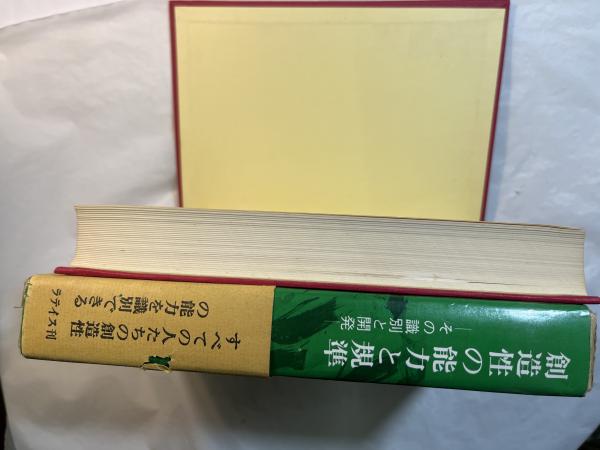 創造性の能力と規準
―その識別と開発―
すべての人たちの創造性
の能力を識別できる
ラテイス刊